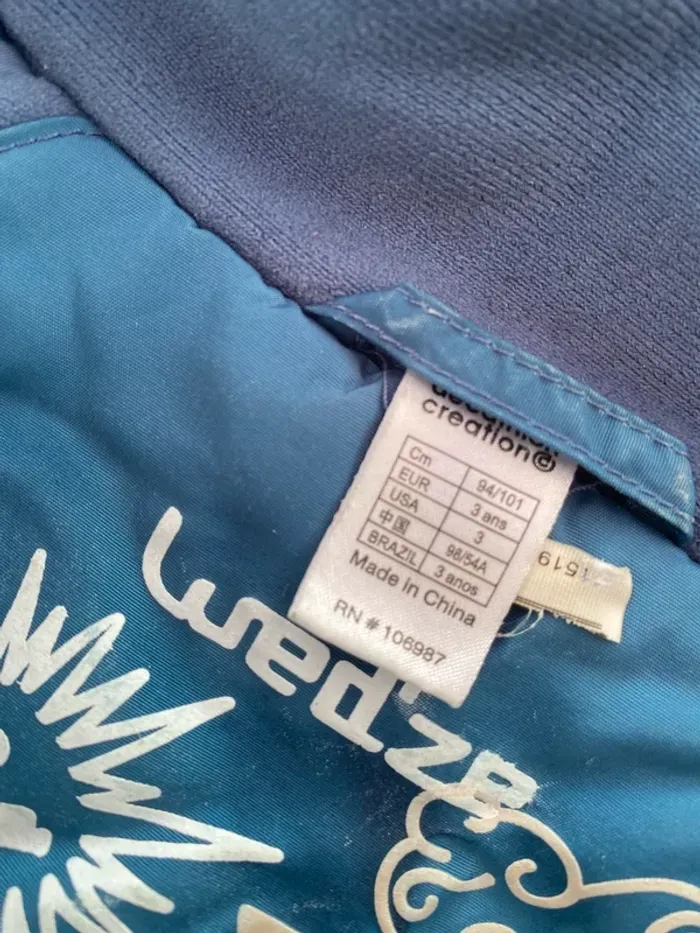 creation®
Cm 94/101
EUR 3 ans
USA 3
中国 98/54A
BRAZIL 3 anos
Made in China
RN # 106987
1519
wed'ze